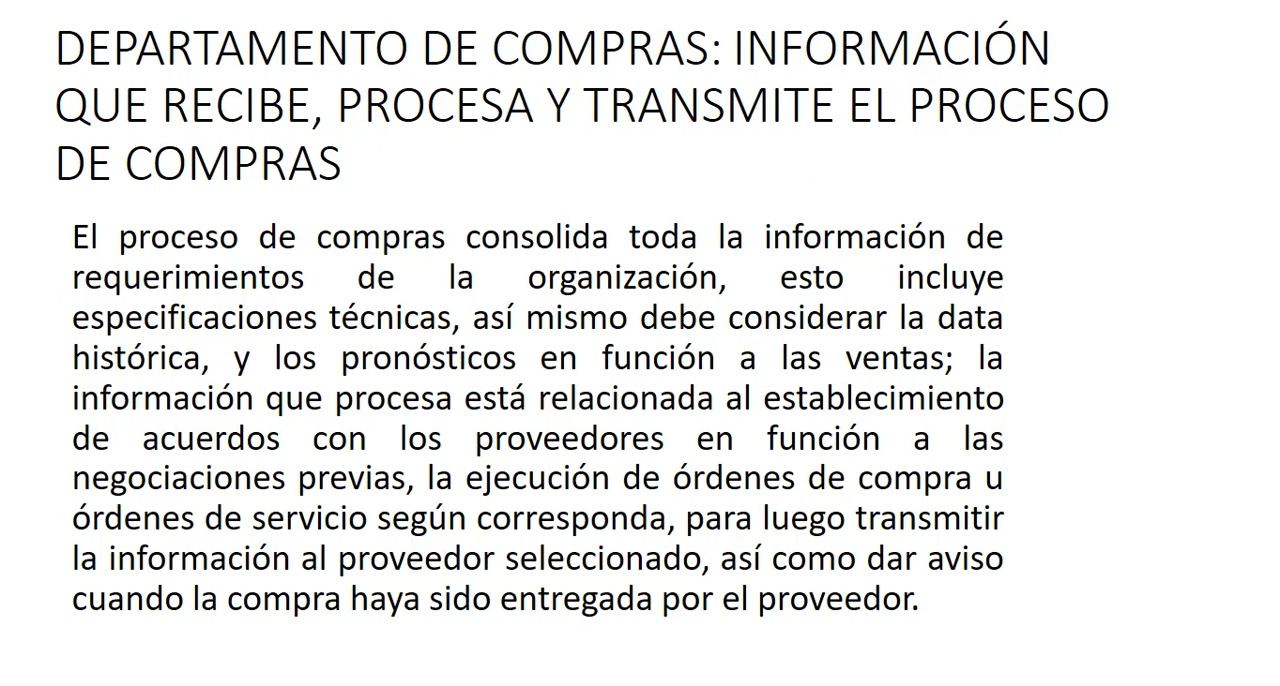 DEPARTAMENTO DE COMPRAS: INFORMACIÓN
QUE RECIBE, PROCESA Y TRANSMITE EL PROCESO
DE COMPRAS
El proceso de compras consolida toda la información de
requerimientos de la organización, esto incluye
especificaciones técnicas, así mismo debe considerar la data
histórica, y los pronósticos en función a las ventas; la
información que procesa está relacionada al establecimiento
de acuerdos con los proveedores en función a las
negociaciones previas, la ejecución de órdenes de compra u
órdenes de servicio según corresponda, para luego transmitir
la información al proveedor seleccionado, así como dar aviso
cuando la compra haya sido entregada por el proveedor.